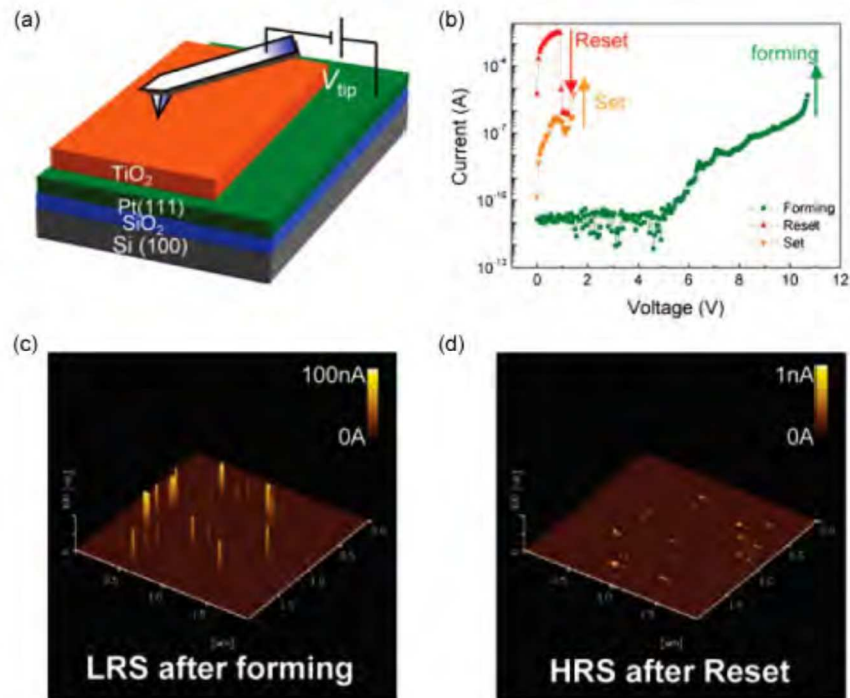 (a)
V_tip
TiO₂
Pt(111)
SiO₂
Si (100)
(b)
Reset
Set
forming
Current (A)
10⁻⁴
10⁻⁷
10⁻¹⁰
10⁻¹³
Forming
Reset
Set
0 2 4 6 8 10 12
Voltage (V)
(c)
100nA
0A
LRS after forming
(d)
1nA
0A
HRS after Reset